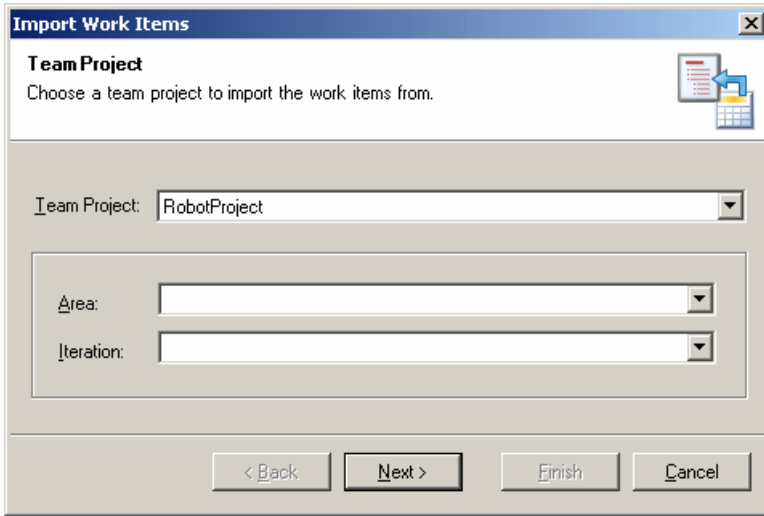 Import Work Items
Team Project
Choose a team project to import the work items from.
Team Project: RobotProject
Area:
Iteration:
< Back Next > Finish Cancel